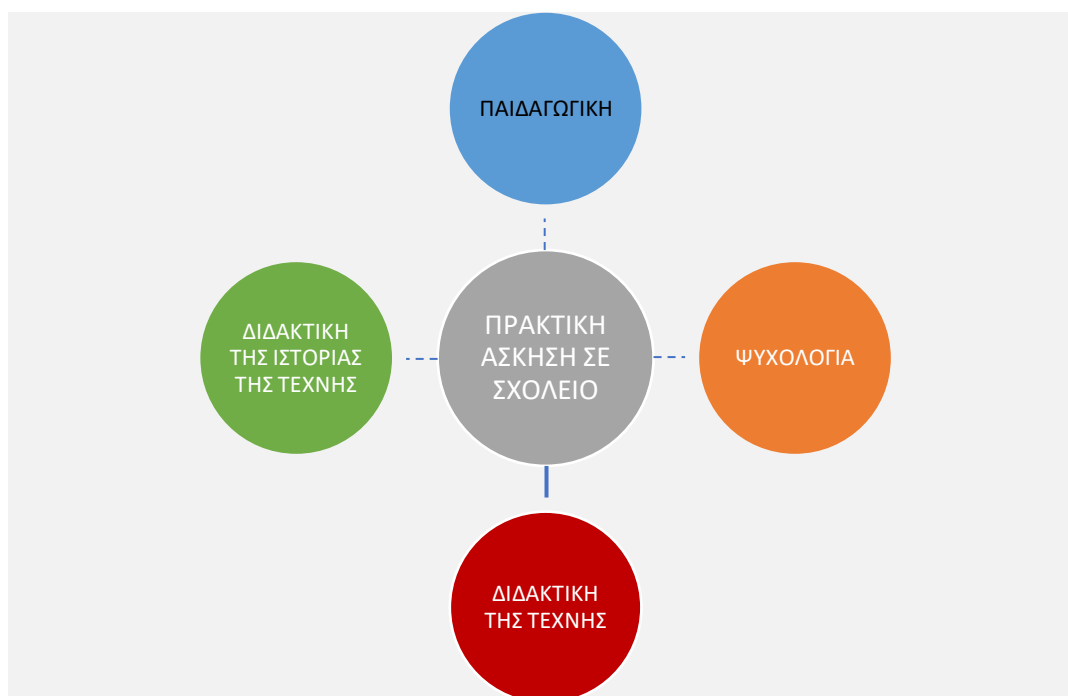 ΠΑΙΔΑΓΩΓΙΚΗ
ΔΙΔΑΚΤΙΚΗ
ΤΗΣ ΙΣΤΟΡΙΑΣ
ΤΗΣ ΤΕΧΝΗΣ
ΠΡΑΚΤΙΚΗ
ΑΣΚΗΣΗ ΣΕ
ΣΧΟΛΕΙΟ
ΨΥΧΟΛΟΓΙΑ
ΔΙΔΑΚΤΙΚΗ
ΤΗΣ ΤΕΧΝΗΣ